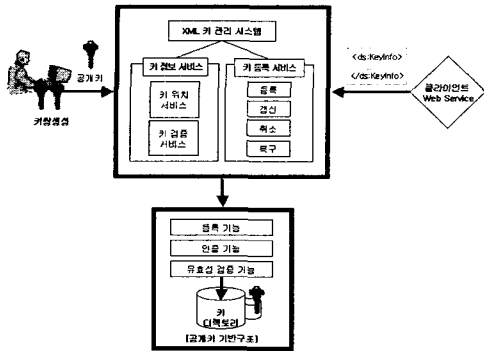 XML 키 관리 시스템
키 정보 서비스
키 등록 서비스
키 위치
서비스
키 검증
서비스
등록
갱신
취소
복구
공개키
키쌍생성
<ds:KeyInfo>
</ds:KeyInfo>
클라이언트
Web Service
등록 기능
인증 기능
유효성 검증 기능
키
디렉토리
[공개키 기반구조]